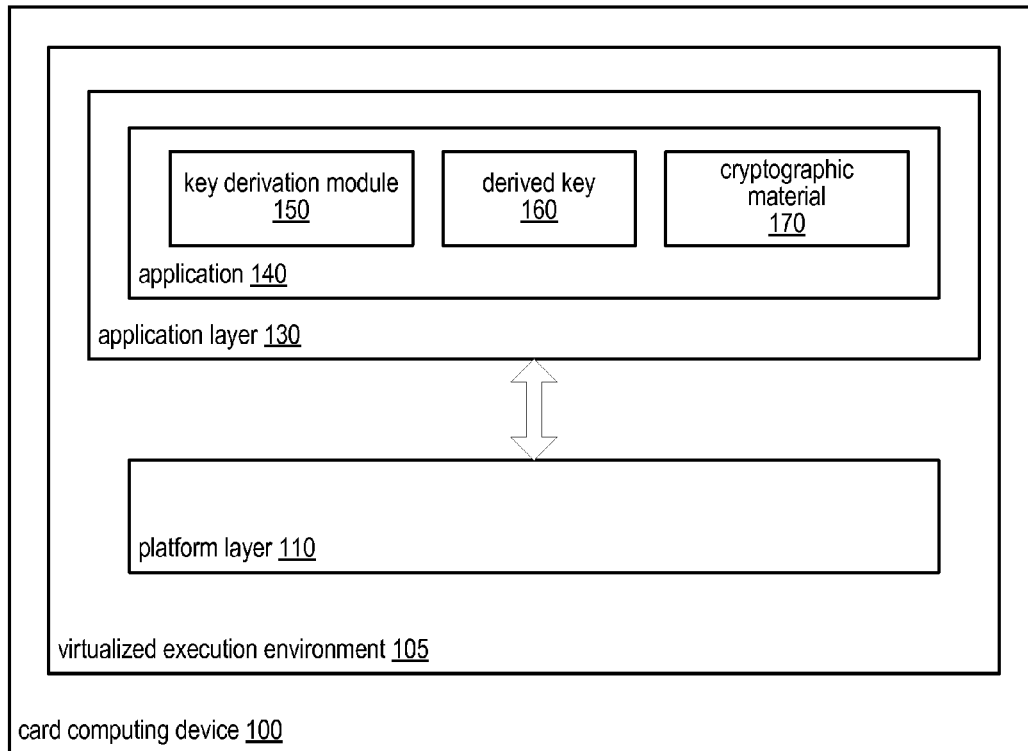 key derivation module
150
derived key
160
cryptographic
material
170
application 140
application layer 130
platform layer 110
virtualized execution environment 105
card computing device 100